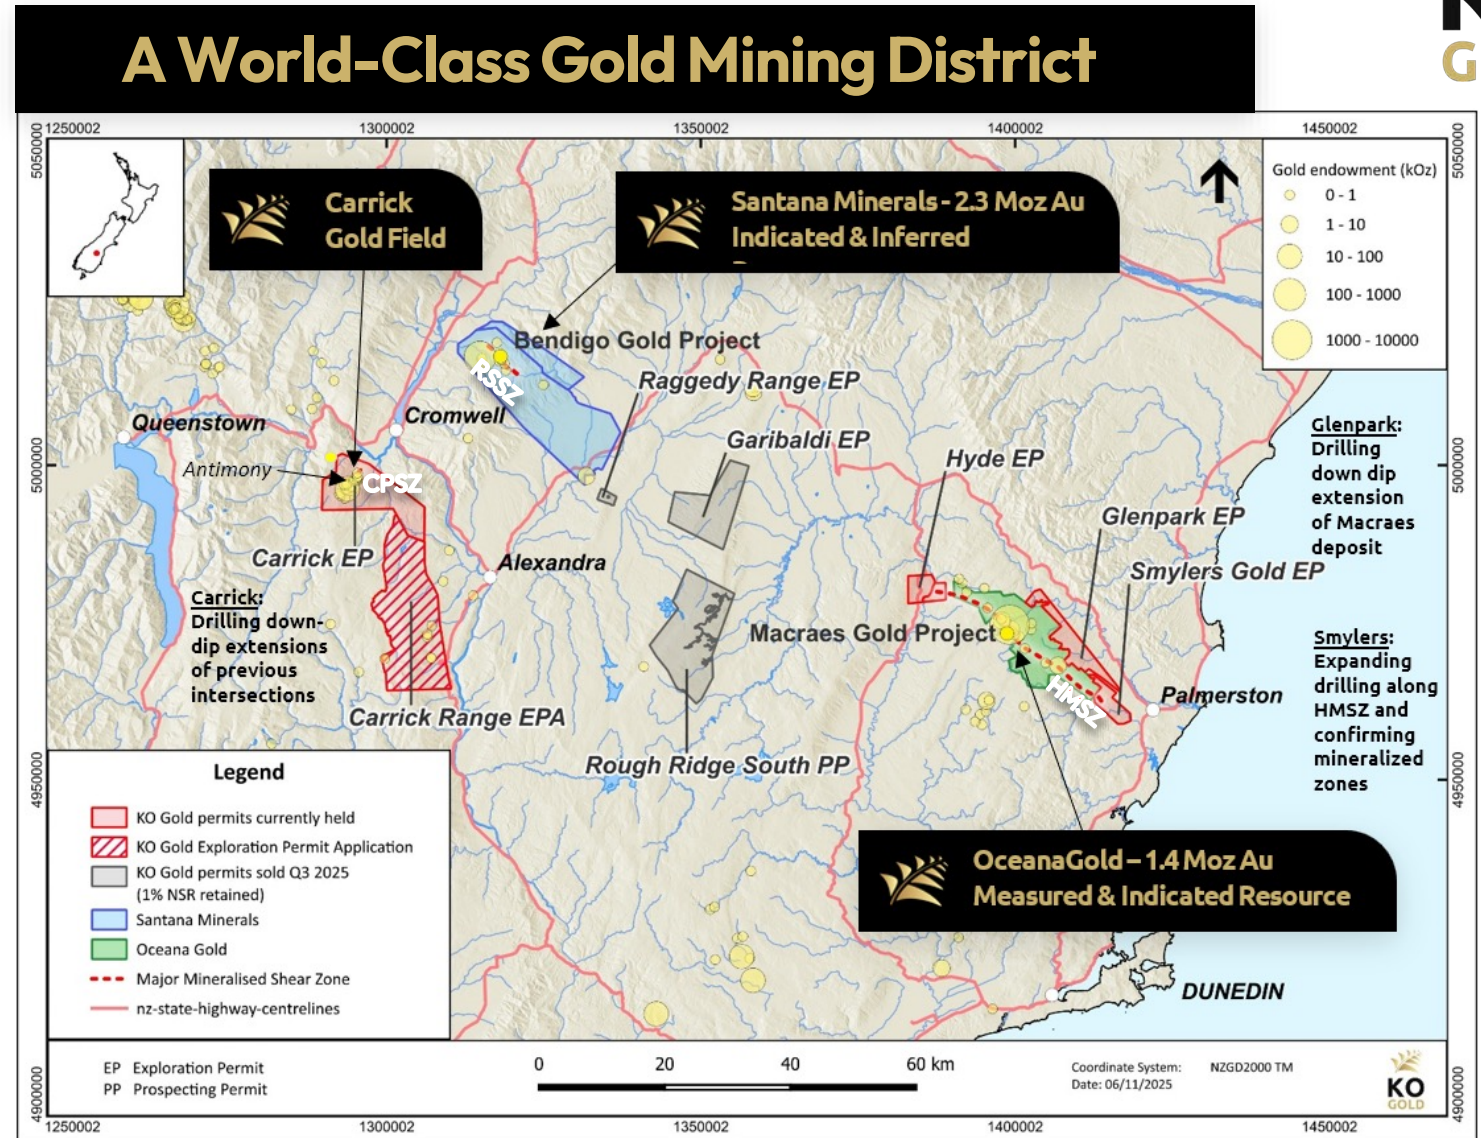 A World-Class Gold Mining District
G
1250002
1300002
1350002
1400002
1450002
5050000
5050000
Carrick
Gold Field
Santana Minerals - 2.3 Moz Au
Indicated & Inferred
Gold endowment (kOz)
0 - 1
1 - 10
10 - 100
100 - 1000
1000 - 10000
Bendigo Gold Project
RSSZ
Raggedy Range EP
Queenstown
Cromwell
Garibaldi EP
Antimony
CPSZ
Hyde EP
5000000
5000000
Glenpark:
Drilling
down dip
extension
of Macraes
deposit
Glenpark EP
Carrick EP
Alexandra
Smylers Gold EP
Carrick:
Drilling down-
dip extensions
of previous
intersections
Macraes Gold Project
Smylers:
Expanding
drilling along
HMSZ and
confirming
mineralized
zones
HMSZ
Palmerston
Carrick Range EPA
Rough Ridge South PP
4950000
4950000
Legend
KO Gold permits currently held
KO Gold Exploration Permit Application
KO Gold permits sold Q3 2025
(1% NSR retained)
Santana Minerals
Oceana Gold
Major Mineralised Shear Zone
nz-state-highway-centrelines
OceanaGold – 1.4 Moz Au
Measured & Indicated Resource
DUNEDIN
EP Exploration Permit
PP Prospecting Permit
0 20 40 60 km
Coordinate System: NZGD2000 TM
Date: 06/11/2025
KO
GOLD
4900000
4900000
1250002
1300002
1350002
1400002
1450002